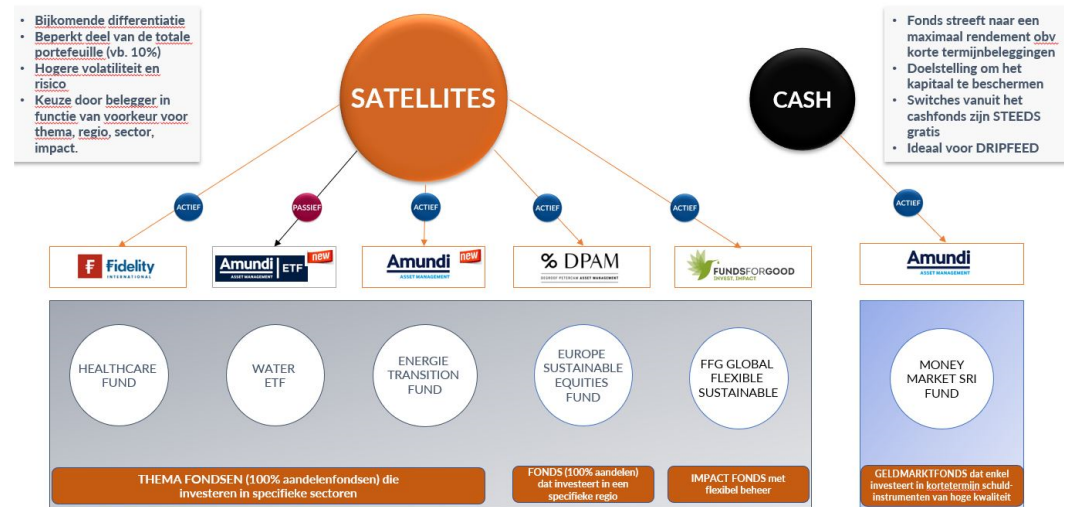 • Bijkomende differentiatie
• Beperkt deel van de totale
portefeuille (vb. 10%)
• Hogere volatiliteit en
risico
• Keuze door belegger in
functie van voorkeur voor
thema, regio, sector,
impact.
SATELLITES
CASH
• Fonds streeft naar een
maximaal rendement obv
korte termijnbeleggingen
• Doelstelling om het
kapitaal te beschermen
• Switches vanuit het
cashfonds zijn STEEDS
gratis
• Ideaal voor DRIPFEED
ACTIEF
PASSIEF
ACTIEF
ACTIEF
ACTIEF
ACTIEF
Fidelity
INTERNATIONAL
Amundi ETF new
ASSET MANAGEMENT
Amundi new
ASSET MANAGEMENT
% DPAM
DEGROOF PETERCAM ASSET MANAGEMENT
FUNDSFORGOOD
INVEST, IMPACT
Amundi
ASSET MANAGEMENT
HEALTHCARE
FUND
WATER
ETF
ENERGIE
TRANSITION
FUND
EUROPE
SUSTAINABLE
EQUITIES
FUND
FFG GLOBAL
FLEXIBLE
SUSTAINABLE
MONEY
MARKET SRI
FUND
THEMA FONDSEN (100% aandelenfondsen) die
investeren in specifieke sectoren
FONDS (100% aandelen)
dat investeert in een
specifieke regio
IMPACT FONDS met
flexibel beheer
GELDMARKTFONDS dat enkel
investeert in kortetermijn schuld-
instrumenten van hoge kwaliteit